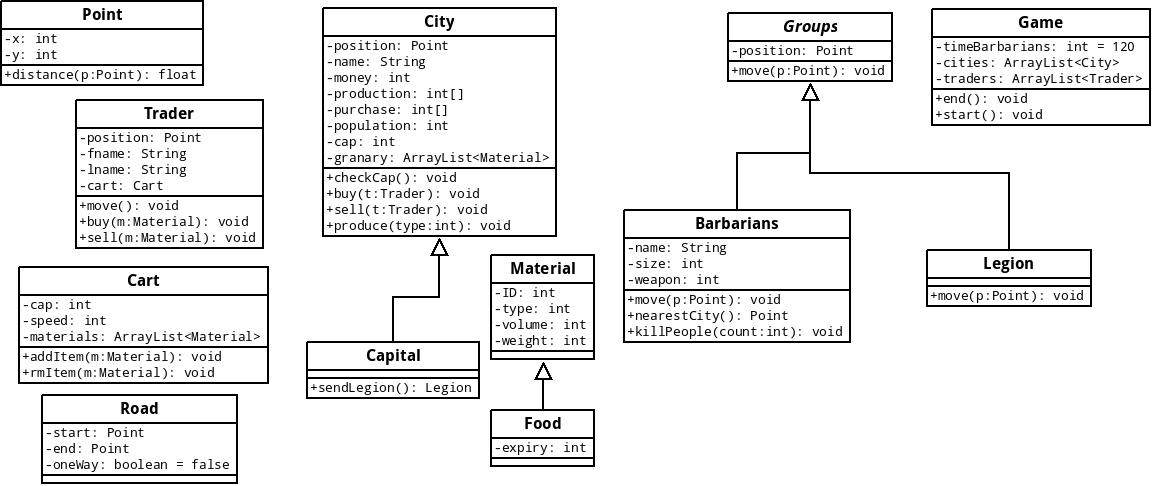 Point
-x: int
-y: int
+distance(p:Point): float
Trader
-position: Point
-fname: String
-lname: String
-cart: Cart
+move(): void
+buy(m:Material): void
+sell(m:Material): void
Cart
-cap: int
-speed: int
-materials: ArrayList<Material>
+addItem(m:Material): void
+rmItem(m:Material): void
Road
-start: Point
-end: Point
-oneWay: boolean = false
City
-position: Point
-name: String
-money: int
-production: int[]
-purchase: int[]
-population: int
-cap: int
-granary: ArrayList<Material>
+checkCap(): void
+buy(t:Trader): void
+sell(t:Trader): void
+produce(type:int): void
Capital
+sendLegion(): Legion
Material
-ID: int
-type: int
-volume: int
-weight: int
Food
-expiry: int
Groups
-position: Point
+move(p:Point): void
Barbarians
-name: String
-size: int
-weapon: int
+move(p:Point): void
+nearestCity(): Point
+killPeople(count:int): void
Game
-timeBarbarians: int = 120
-cities: ArrayList<City>
-traders: ArrayList<Trader>
+end(): void
+start(): void
Legion
+move(p:Point): void